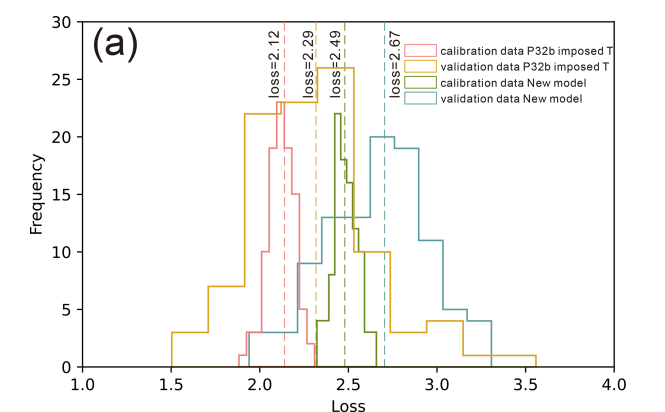 (a)
loss=2.12
loss=2.29
loss=2.49
loss=2.67
calibration data P32b imposed T
validation data P32b imposed T
calibration data New model
validation data New model
Frequency
30
25
20
15
10
5
0
1.0 1.5 2.0 2.5 3.0 3.5 4.0
Loss